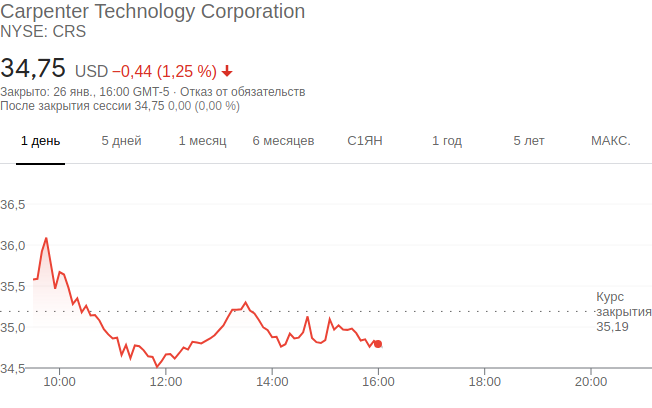 Carpenter Technology Corporation
NYSE: CRS
34,75 USD −0,44 (1,25 %)
Закрыто: 26 янв., 16:00 GMT-5 · Отказ от обязательств
После закрытия сессии 34,75 0,00 (0,00 %)
1 день 5 дней 1 месяц 6 месяцев С1ЯН 1 год 5 лет МАКС.
36,5
36,0
35,5
Курс
закрытия
35,19
35,0
34,5
10:00 12:00 14:00 16:00 18:00 20:00